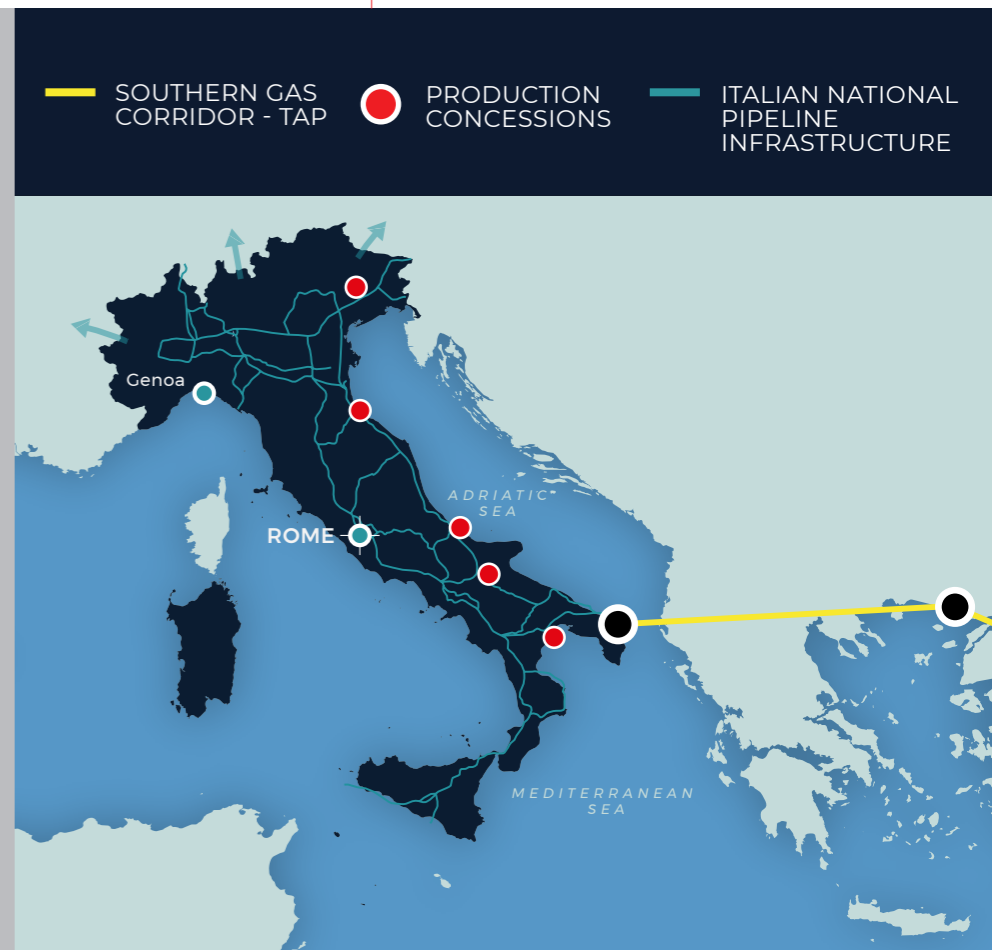 SOUTHERN GAS
CORRIDOR - TAP
PRODUCTION
CONCESSIONS
ITALIAN NATIONAL
PIPELINE
INFRASTRUCTURE
Genoa
ADRIATIC
SEA
ROME
MEDITERRANEAN
SEA